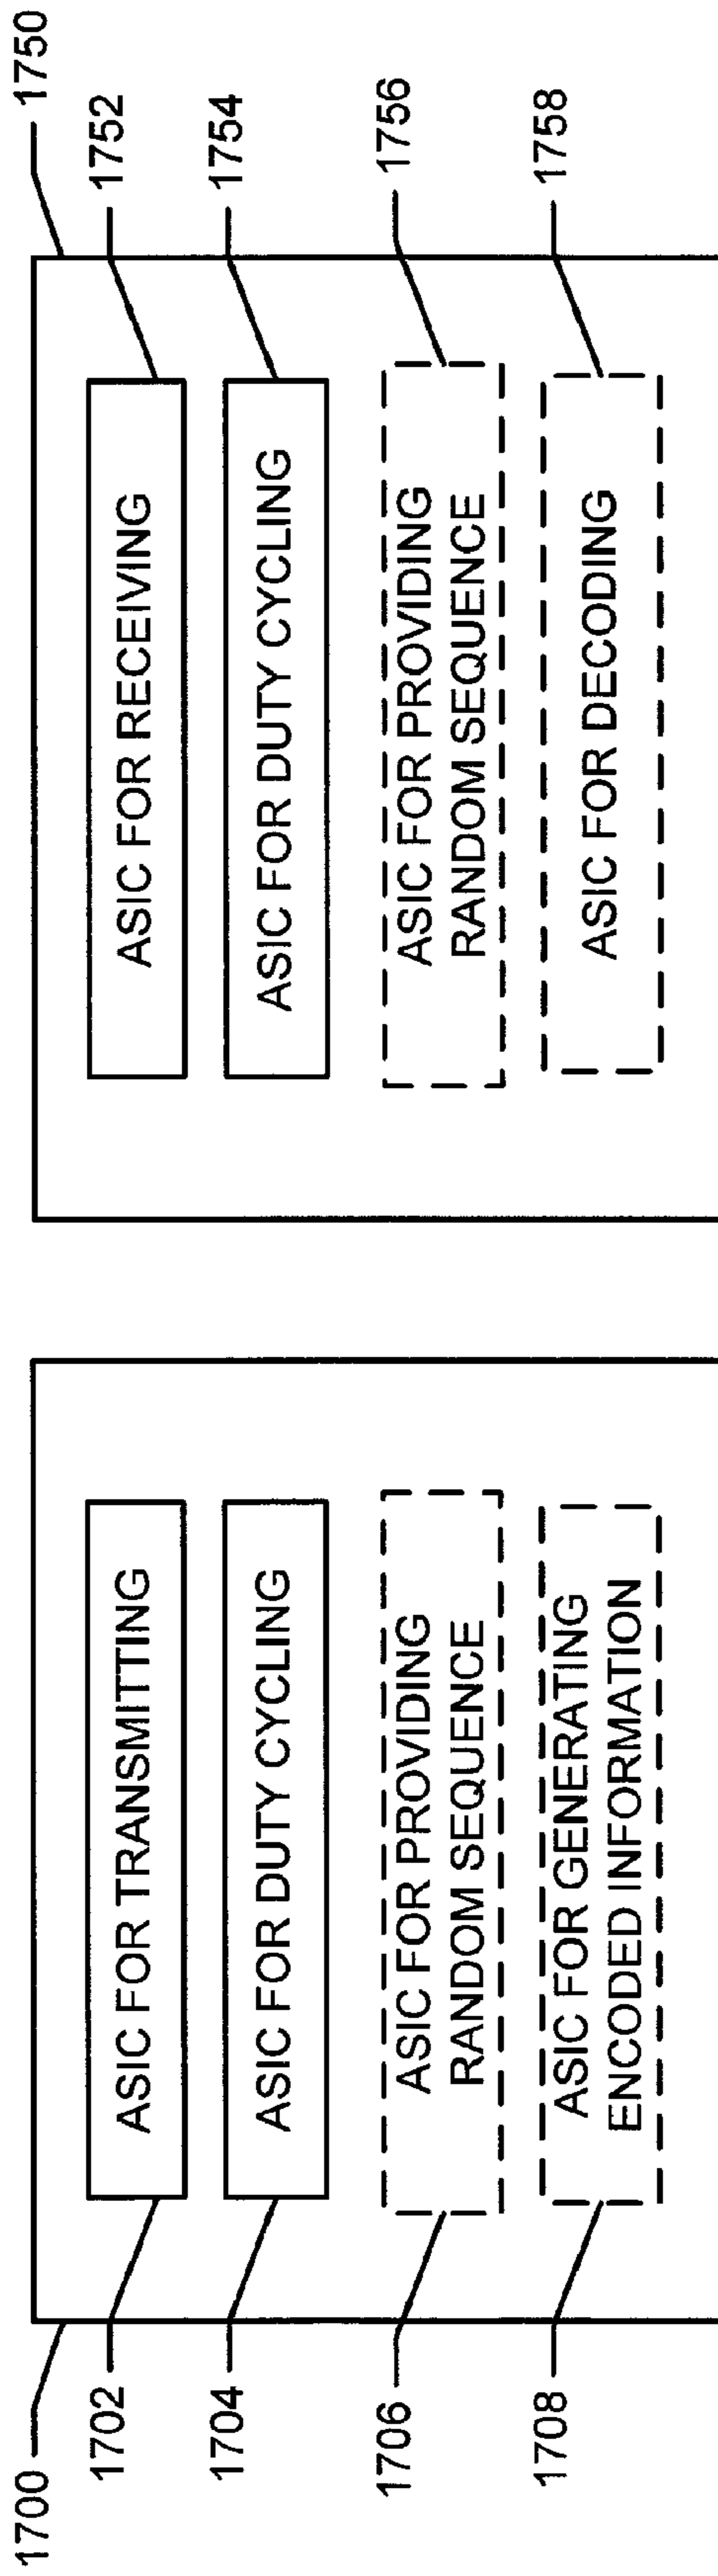 1700
1702
ASIC FOR TRANSMITTING
1704
ASIC FOR DUTY CYCLING
1706
ASIC FOR PROVIDING
RANDOM SEQUENCE
1708
ASIC FOR GENERATING
ENCODED INFORMATION
1750
ASIC FOR RECEIVING
1752
ASIC FOR DUTY CYCLING
1754
ASIC FOR PROVIDING
RANDOM SEQUENCE
1756
ASIC FOR DECODING
1758